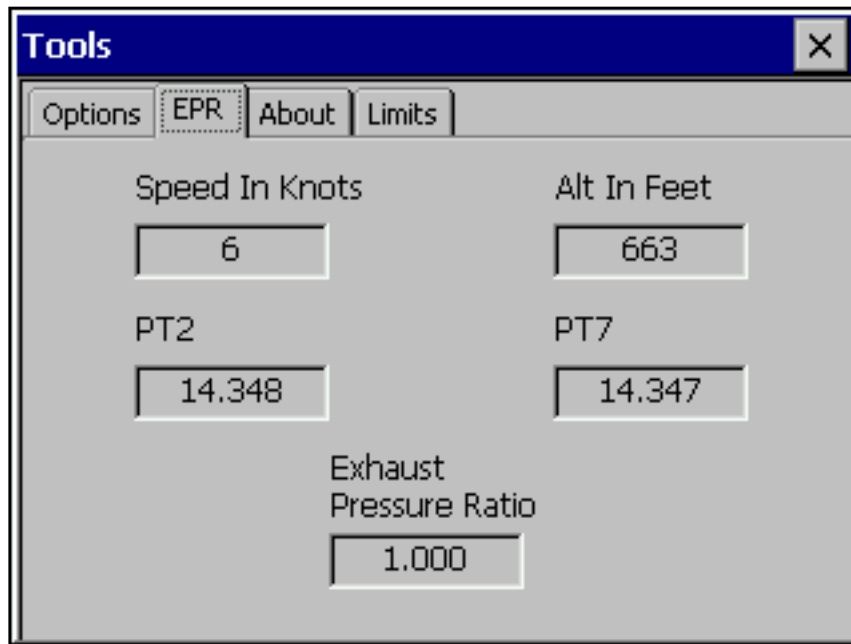 Tools
Options EPR About Limits
Speed In Knots Alt In Feet
6 663
PT2 PT7
14.348 14.347
Exhaust
Pressure Ratio
1.000